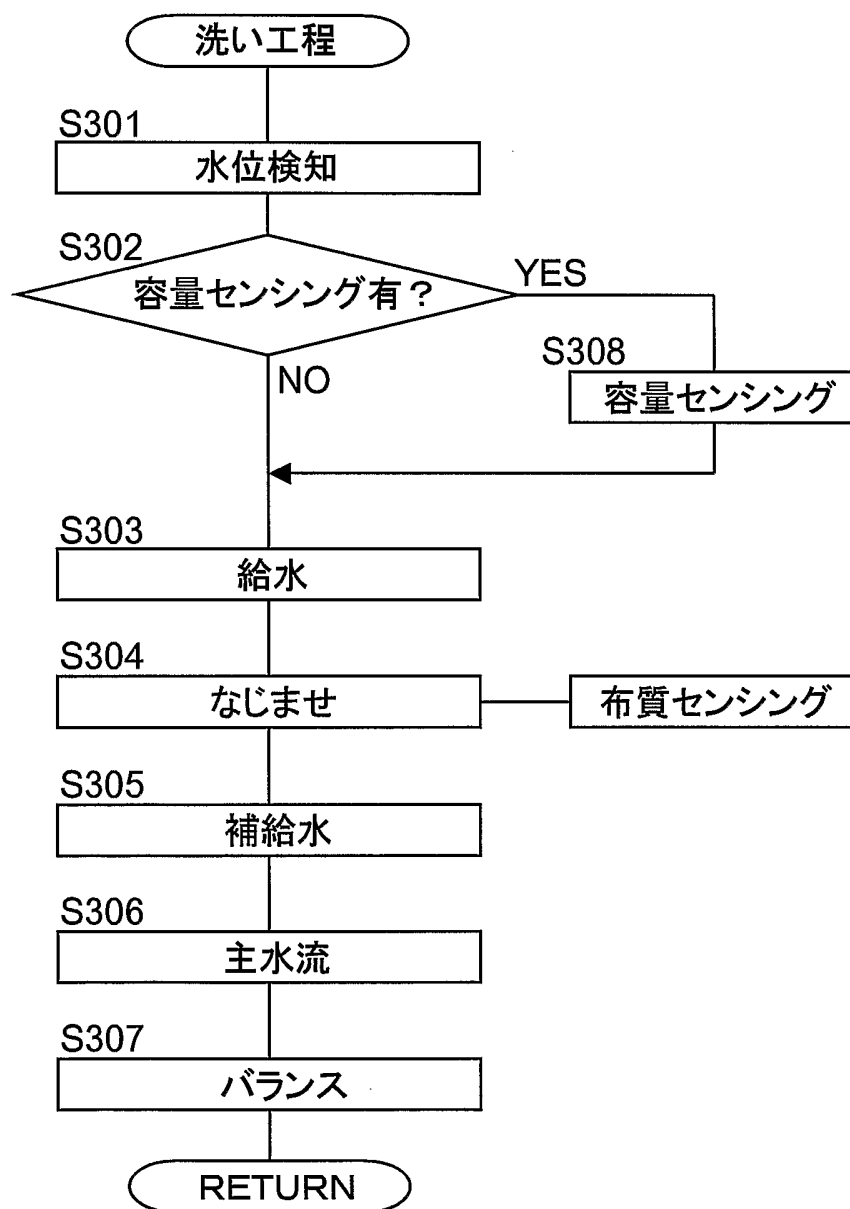 洗い工程
S301
水位検知
S302
容量センシング有？
YES
S308
容量センシング
NO
S303
給水
S304
なじませ
布質センシング
S305
補給水
S306
主水流
S307
バランス
RETURN